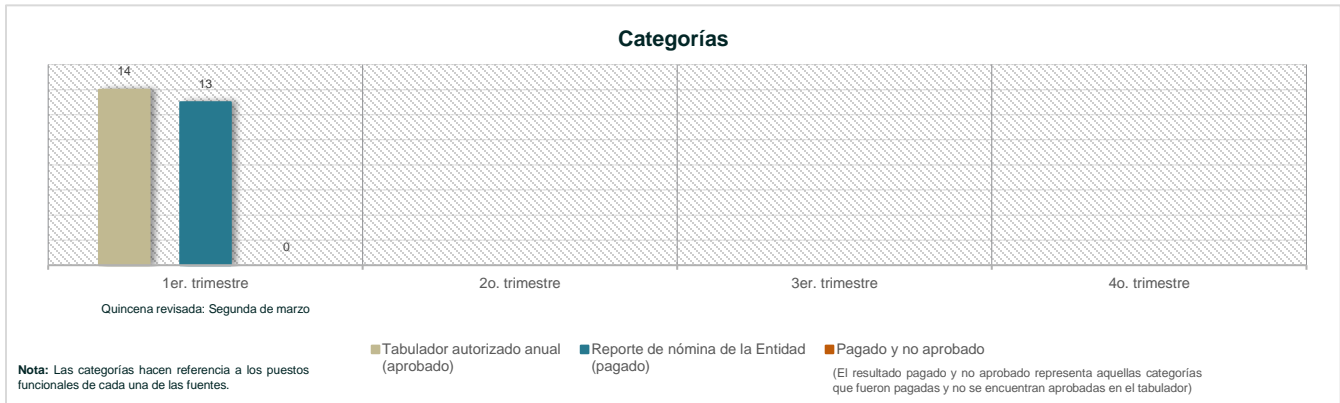 Categorías
14
13
0
1er. trimestre
2o. trimestre
3er. trimestre
4o. trimestre
Quincena revisada: Segunda de marzo
Tabulador autorizado anual
(aprobado)
Reporte de nómina de la Entidad
(pagado)
Pagado y no aprobado
(El resultado pagado y no aprobado representa aquellas categorías
que fueron pagadas y no se encuentran aprobadas en el tabulador)
Nota: Las categorías hacen referencia a los puestos
funcionales de cada una de las fuentes.